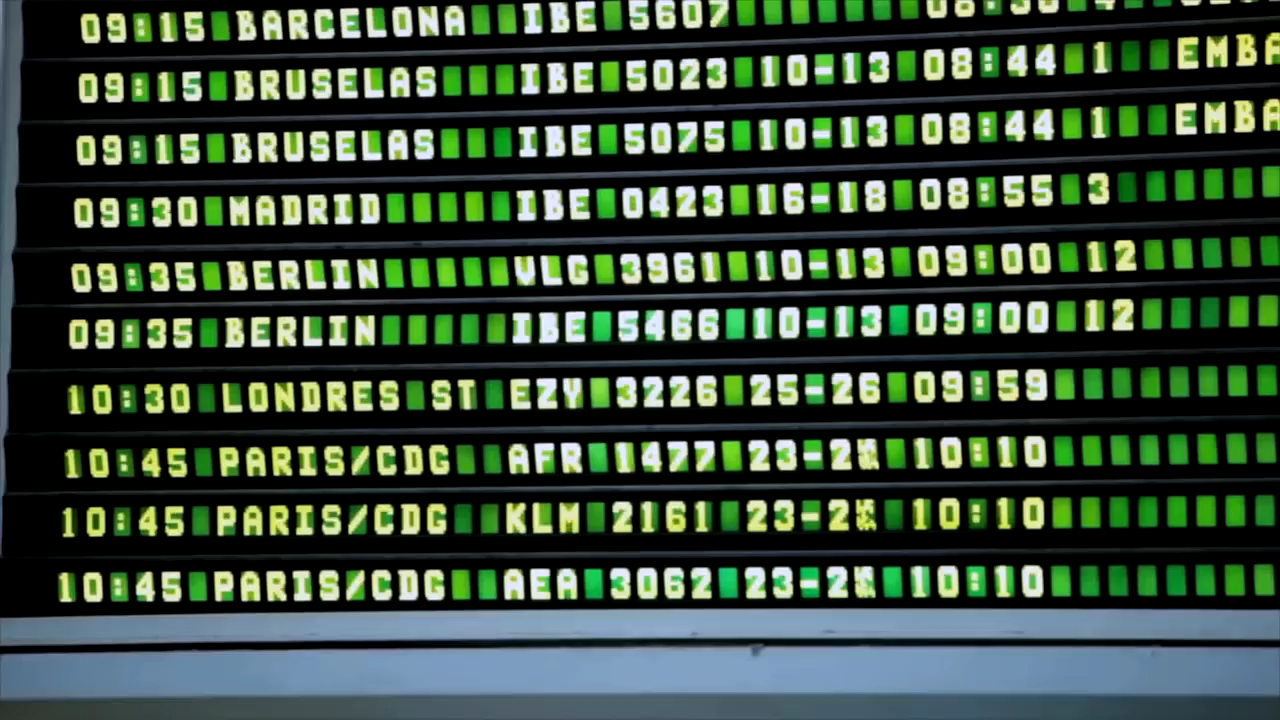 09:15 BARCELONA IBE 5607
09:15 BRUSELAS IBE 5023 10-13 08:44 1
09:15 BRUSELAS IBE 5075 10-13 08:44 1
09:30 MADRID IBE 0423 16-18 08:55 3
09:35 BERLIN VLG 3961 10-13 09:00 12
09:35 BERLIN IBE 5466 10-13 09:00 12
10:30 LONDRES ST EZY 3226 25-26 09:59
10:45 PARIS/CDG AFR 1477 10:10
10:45 PARIS/CDG KLM 2161 10:10
10:45 PARIS/CDG AEA 3062 10:10